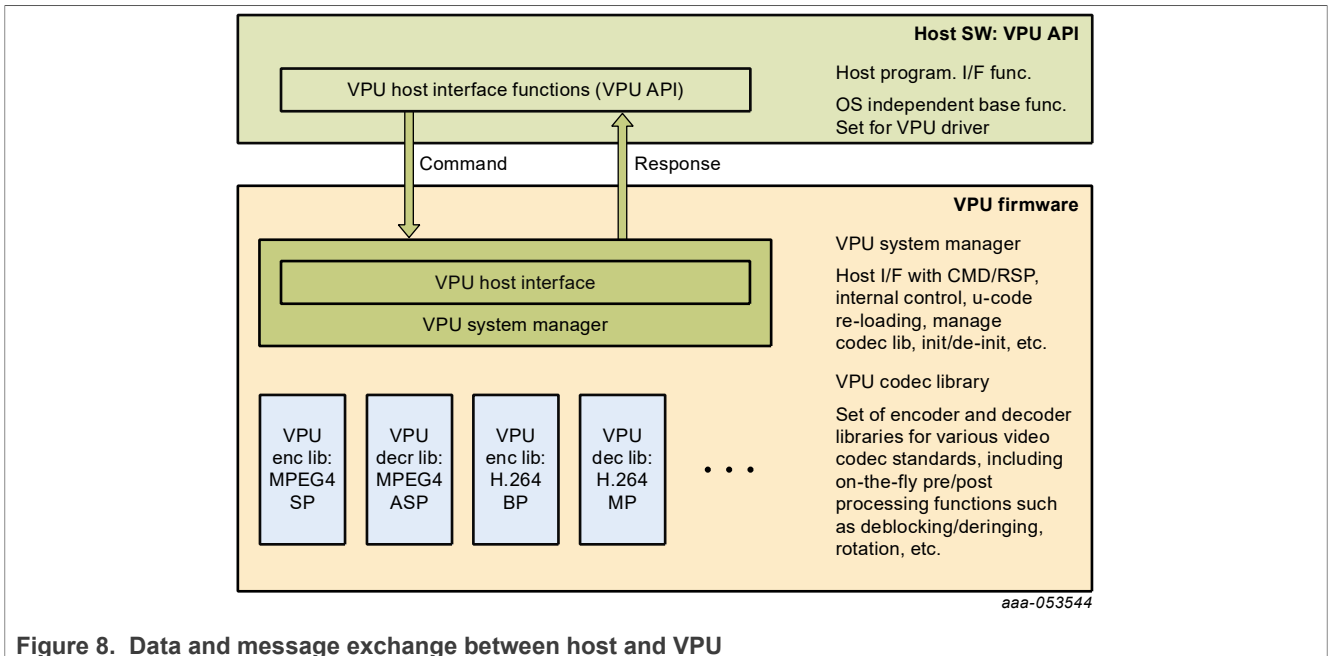 Host SW: VPU API
VPU host interface functions (VPU API)
Host program. I/F func.
OS independent base func.
Set for VPU driver
Command
Response
VPU firmware
VPU host interface
VPU system manager
VPU system manager
Host I/F with CMD/RSP,
internal control, u-code
re-loading, manage
codec lib, init/de-init, etc.
VPU
enc lib:
MPEG4
SP
VPU
decr lib:
MPEG4
ASP
VPU
enc lib:
H.264
BP
VPU
dec lib:
H.264
MP
. . .
VPU codec library
Set of encoder and decoder
libraries for various video
codec standards, including
on-the-fly pre/post
processing functions such
as deblocking/deringing,
rotation, etc.
aaa-053544
Figure 8. Data and message exchange between host and VPU